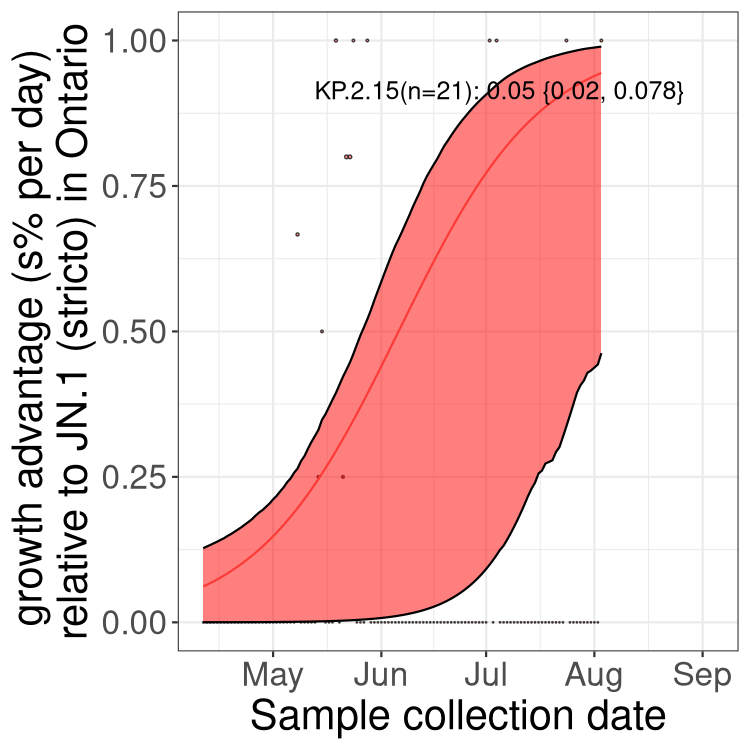 growth advantage (s% per day)
relative to JN.1 (stricto) in Ontario
1.00
0.75
0.50
0.25
0.00
KP.2.15(n=21): 0.05 {0.02, 0.078}
May Jun Jul Aug Sep
Sample collection date